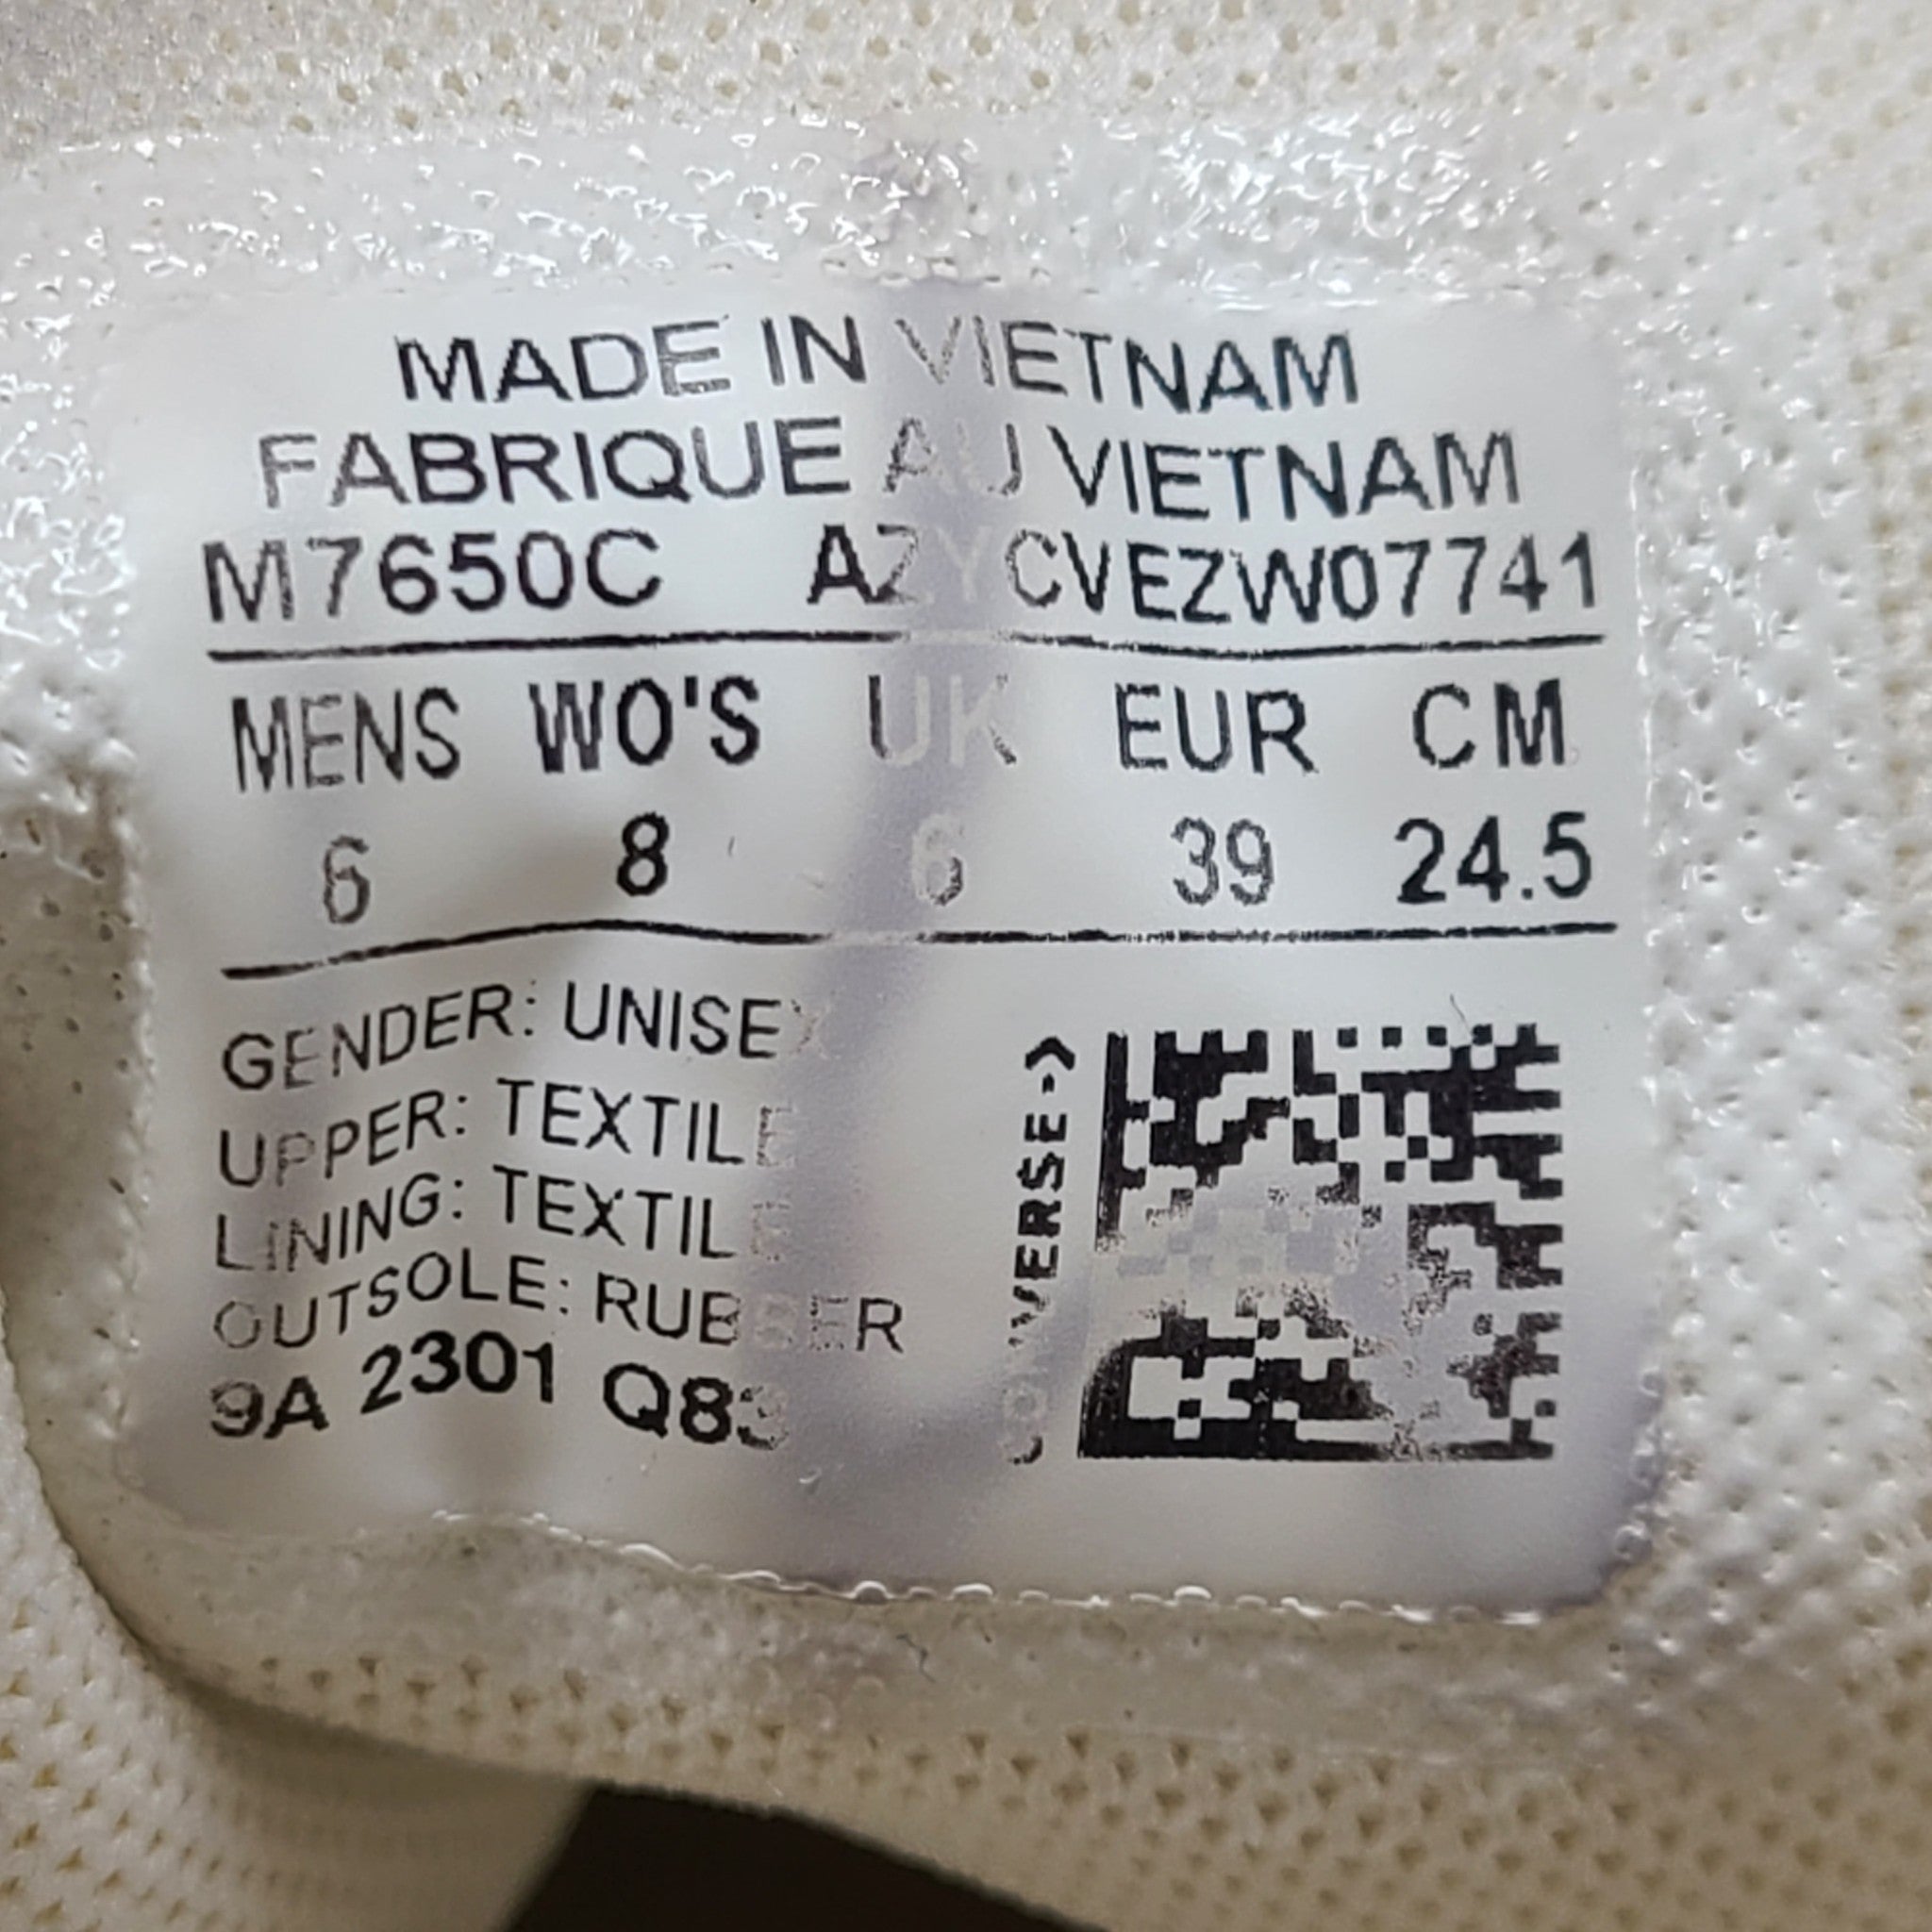 MADE IN VIETNAM
FABRIQUE AU VIETNAM
M7650C AZYCVEZW07741
MENS WO'S UK EUR CM
6 8 6 39 24.5
GENDER: UNISEX
UPPER: TEXTILE
LINING: TEXTILE
OUTSOLE: RUBBER
9A 2301 Q83
CONVERSE->